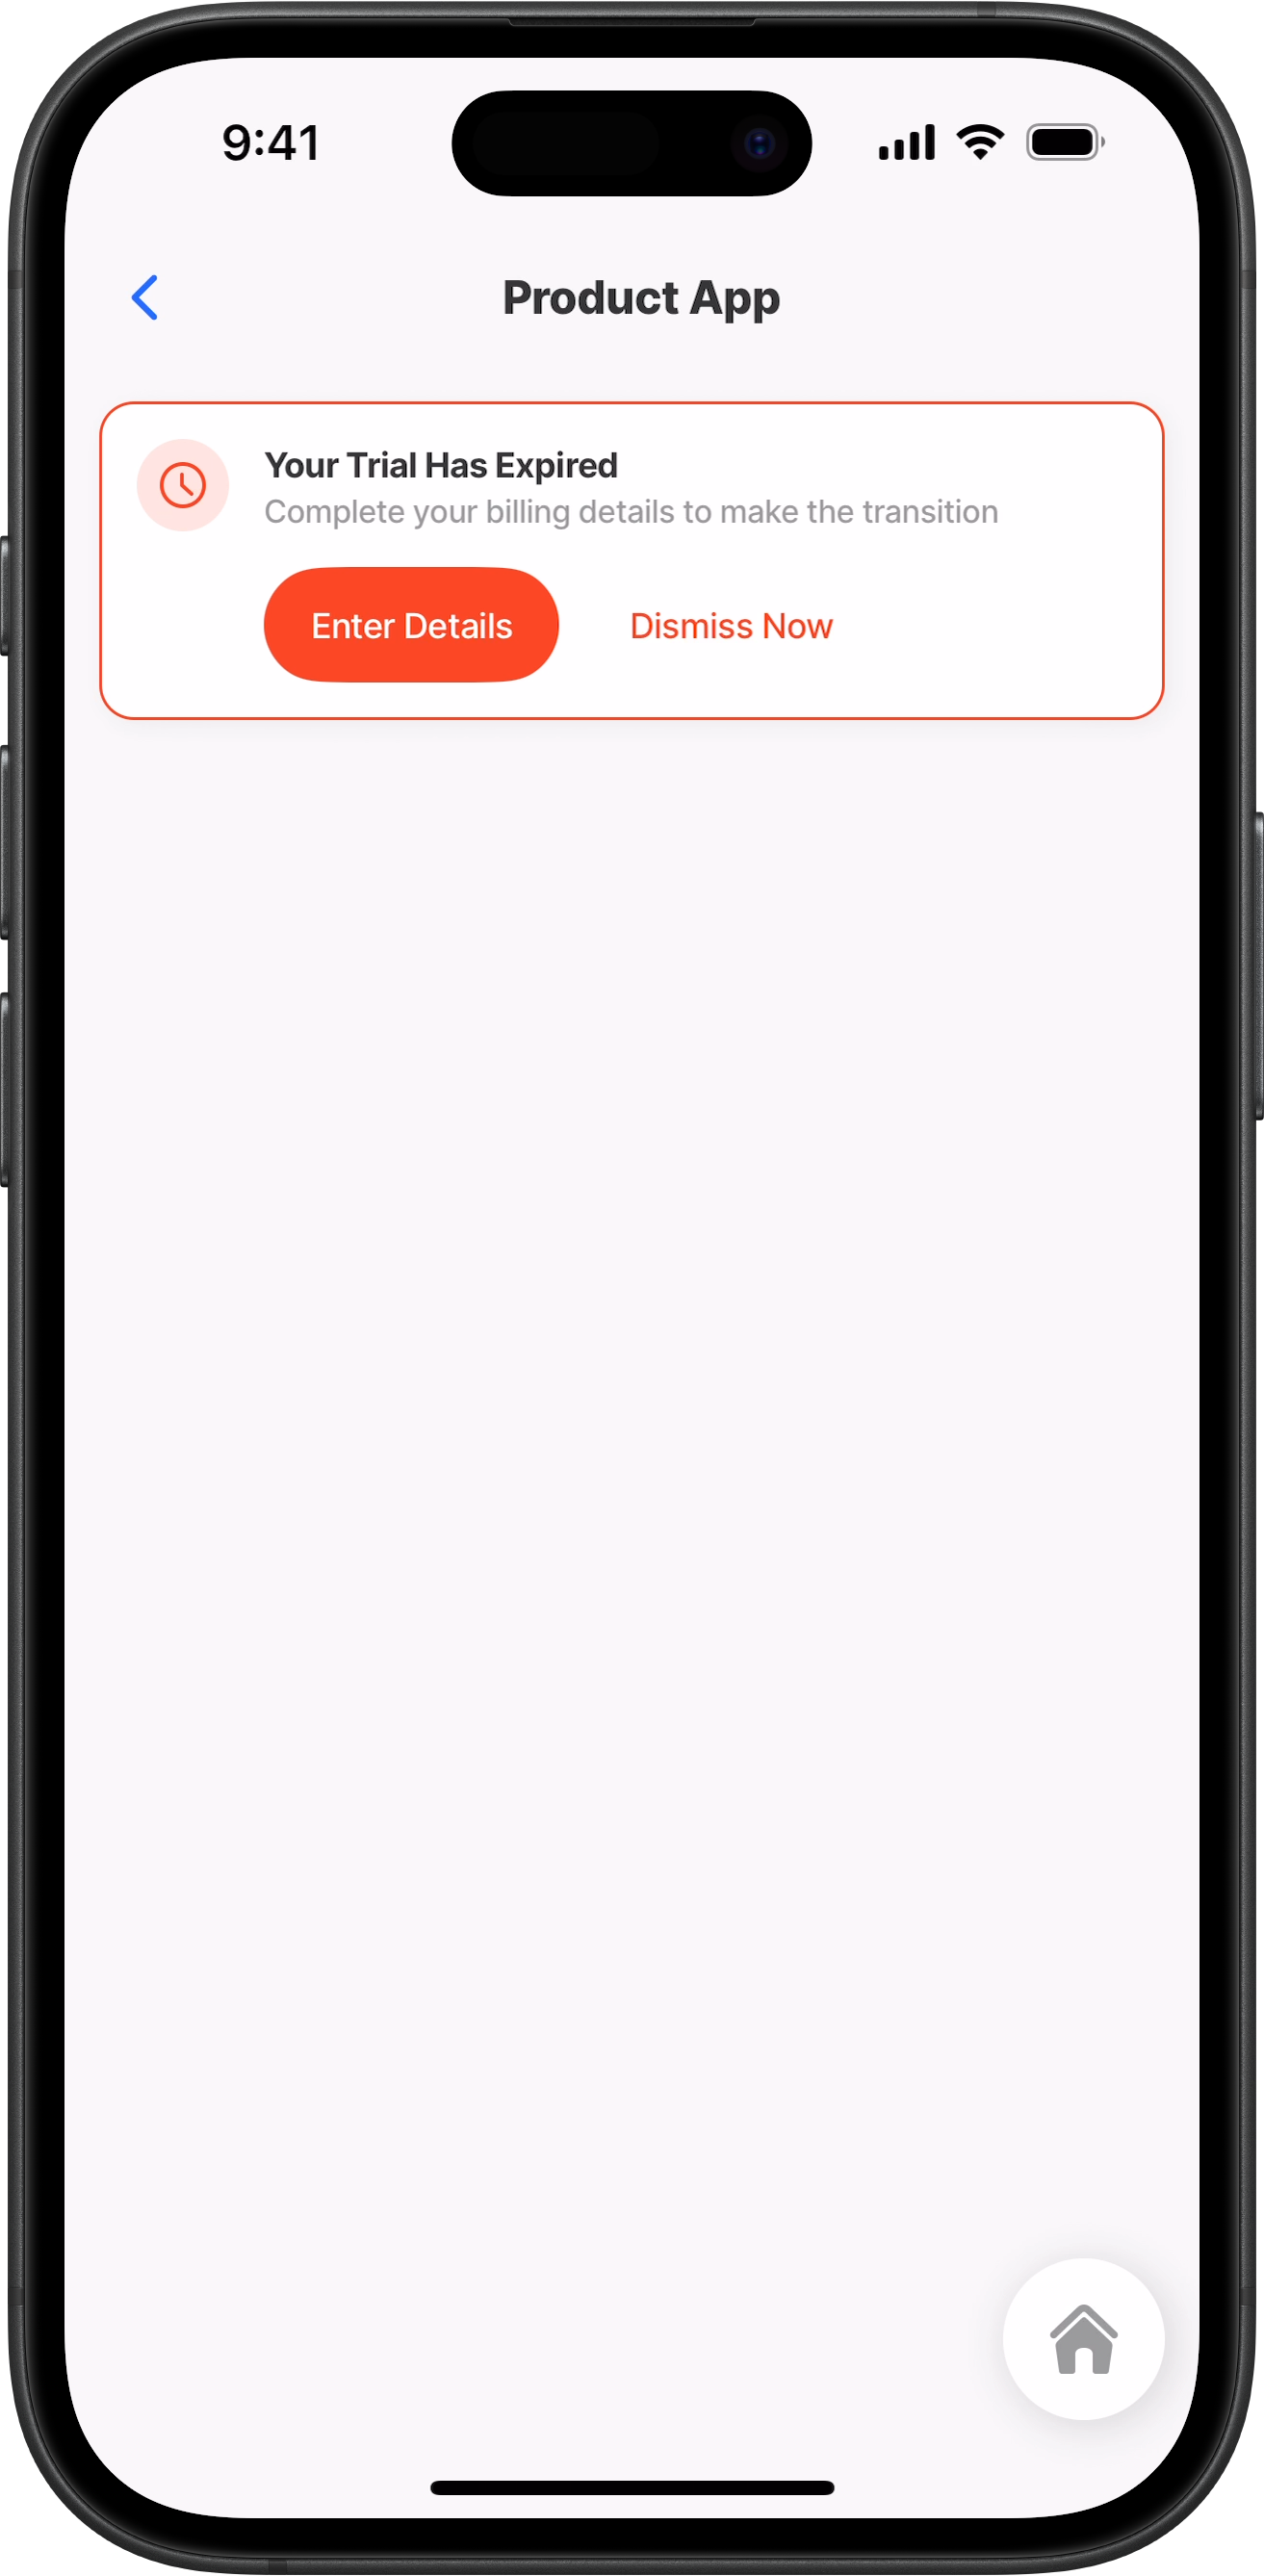 9:41
Product App
Your Trial Has Expired
Complete your billing details to make the transition
Enter Details
Dismiss Now